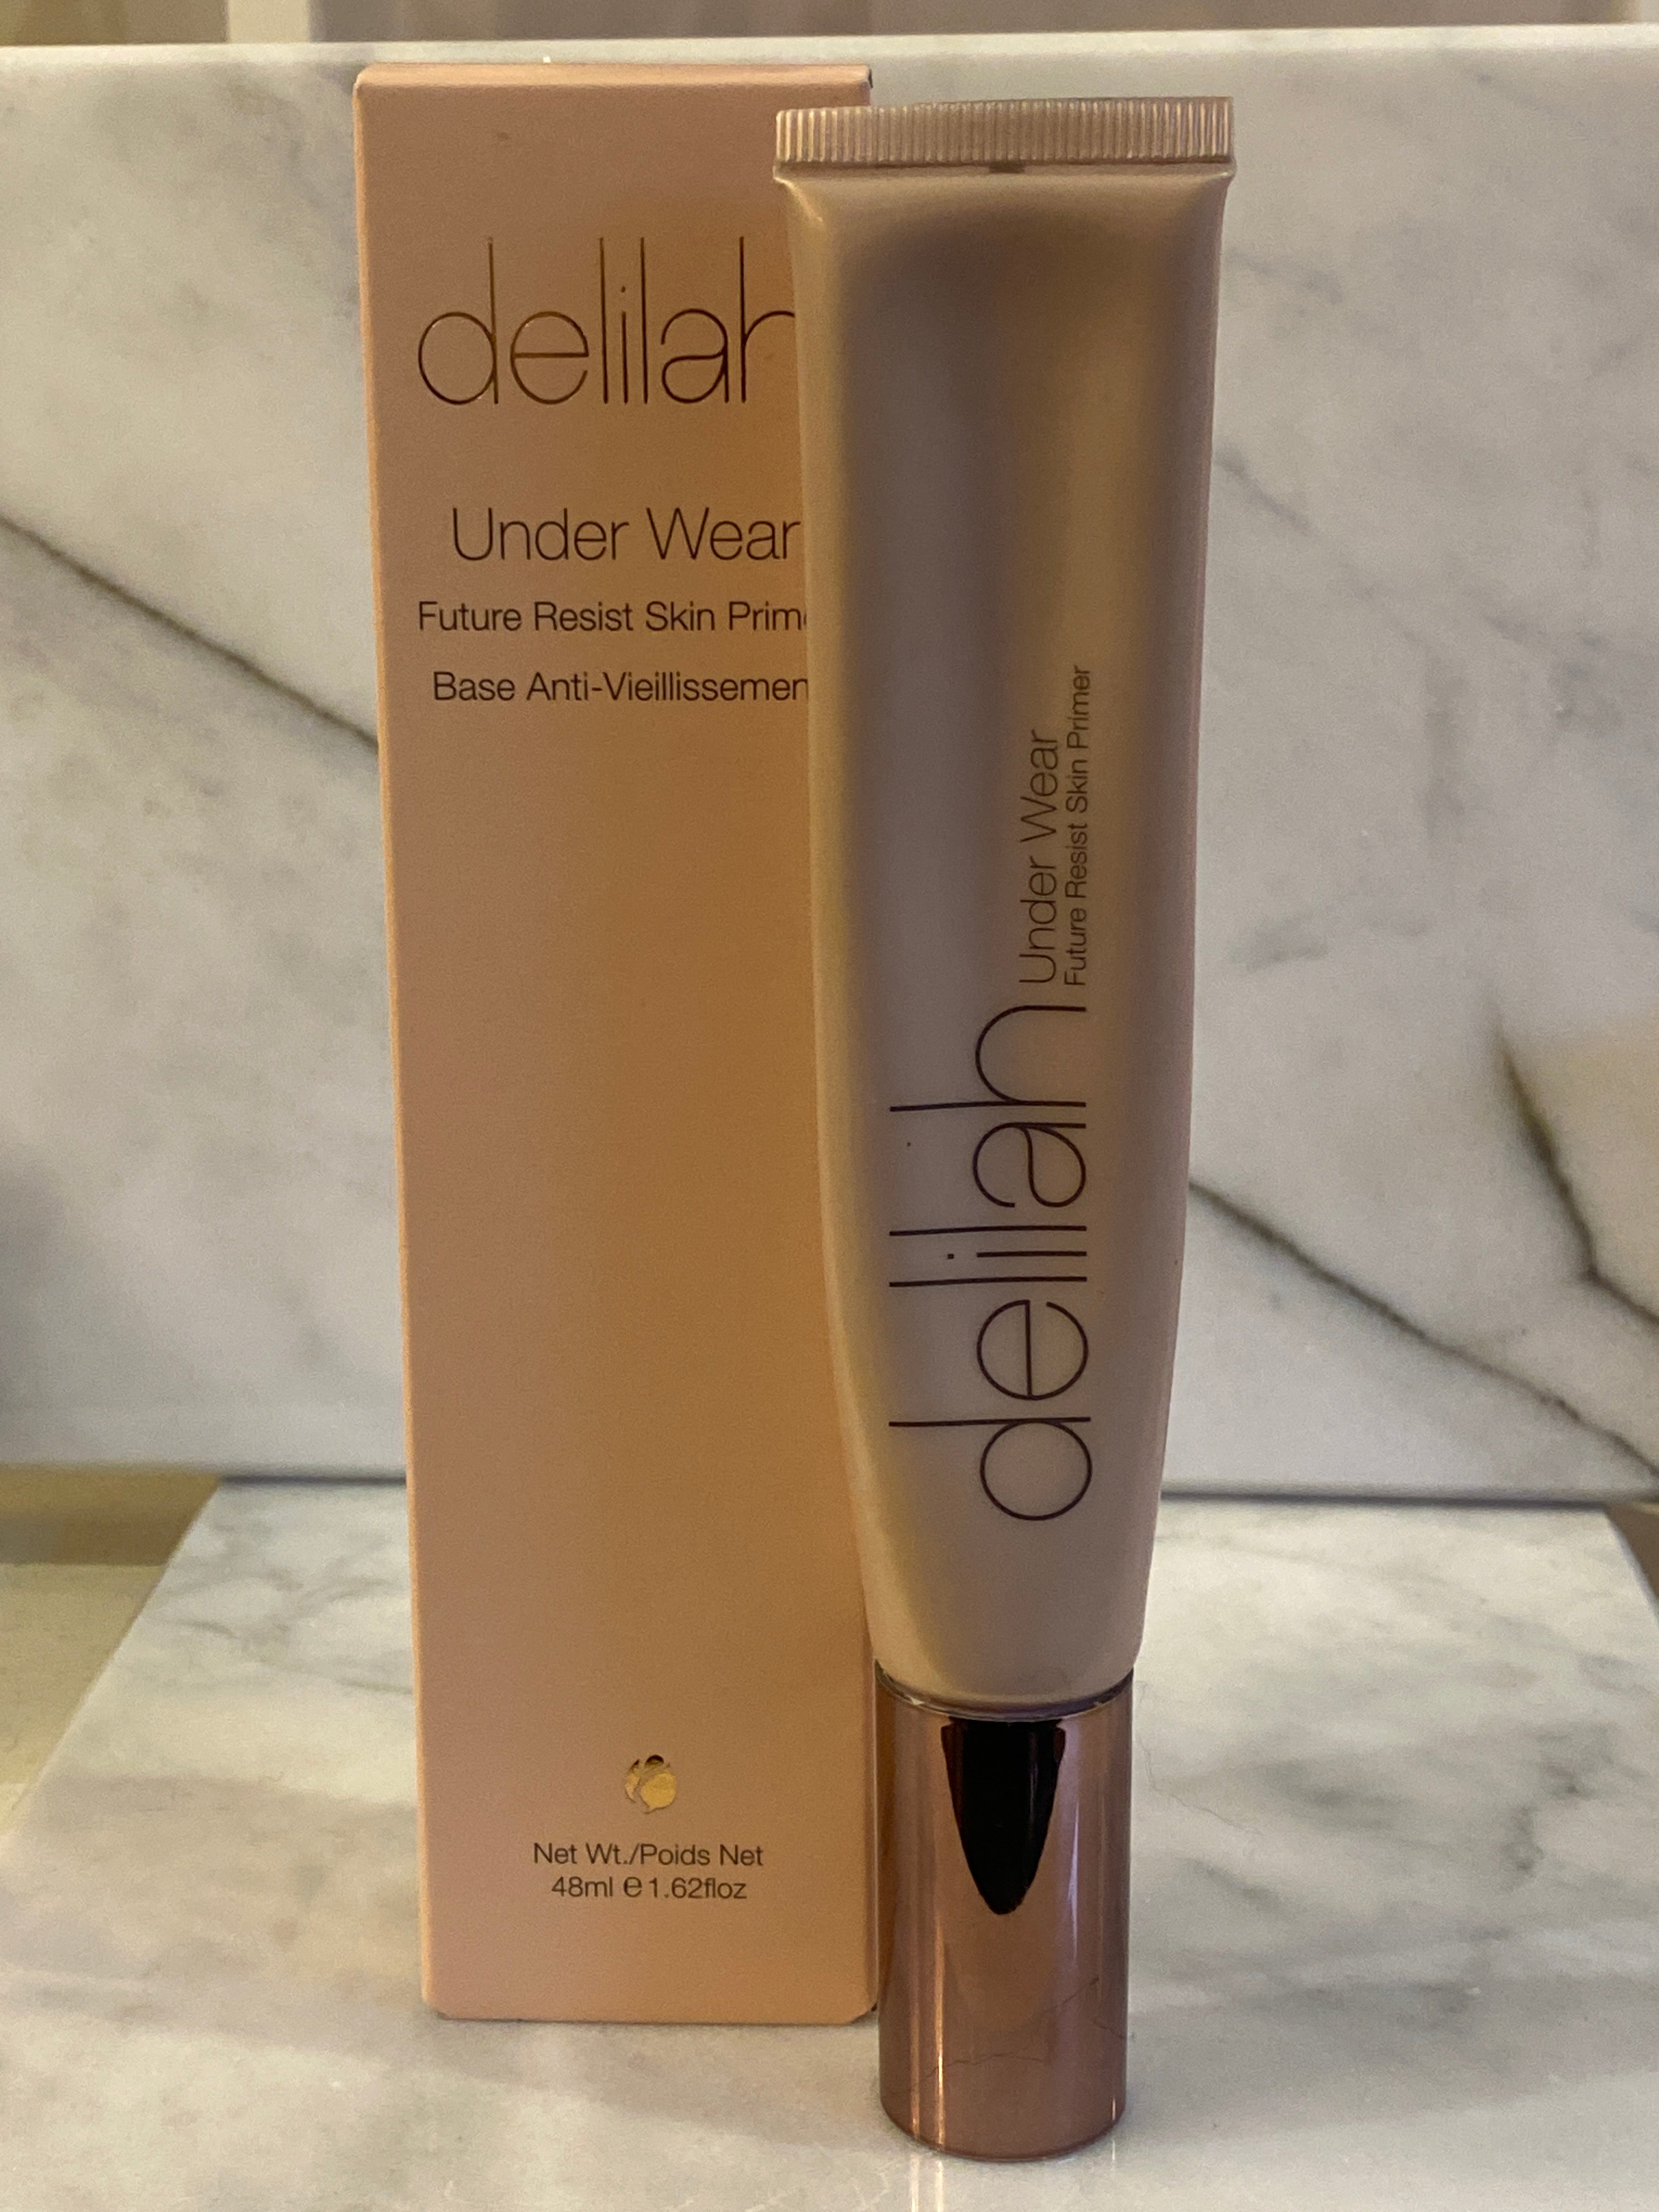 delilah
Under Wear
Future Resist Skin Prime
Base Anti-Vieillissemen
Net Wt./Poids Net
48ml ℮ 1.62floz
delilah
Under Wear
Future Resist Skin Primer